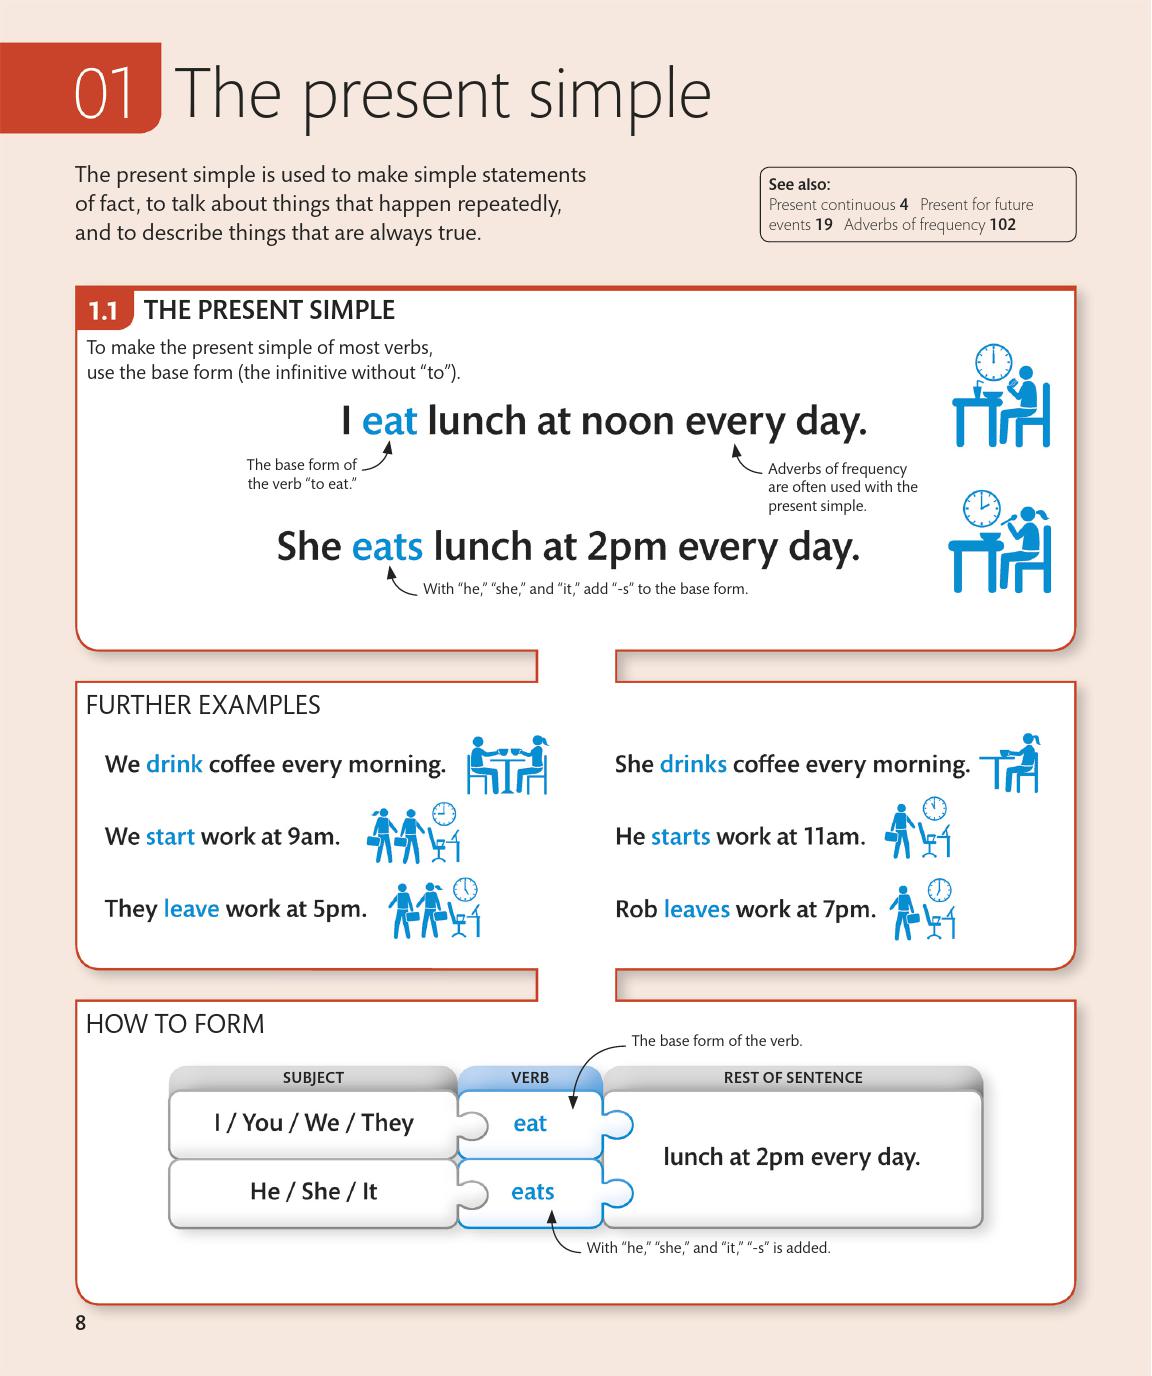 01 The present simple
The present simple is used to make simple statements
of fact, to talk about things that happen repeatedly,
and to describe things that are always true.
See also:
Present continuous 4 Present for future
events 19 Adverbs of frequency 102
1.1 THE PRESENT SIMPLE
To make the present simple of most verbs,
use the base form (the infinitive without “to”).
I eat lunch at noon every day.
The base form of
the verb “to eat.”
Adverbs of frequency
are often used with the
present simple.
She eats lunch at 2pm every day.
With “he,” “she,” and “it,” add “-s” to the base form.
FURTHER EXAMPLES
We drink coffee every morning.
She drinks coffee every morning.
We start work at 9am.
He starts work at 11am.
They leave work at 5pm.
Rob leaves work at 7pm.
HOW TO FORM
The base form of the verb.
SUBJECT VERB REST OF SENTENCE
I / You / We / They eat
lunch at 2pm every day.
He / She / It eats
With “he,” “she,” and “it,” “-s” is added.
8